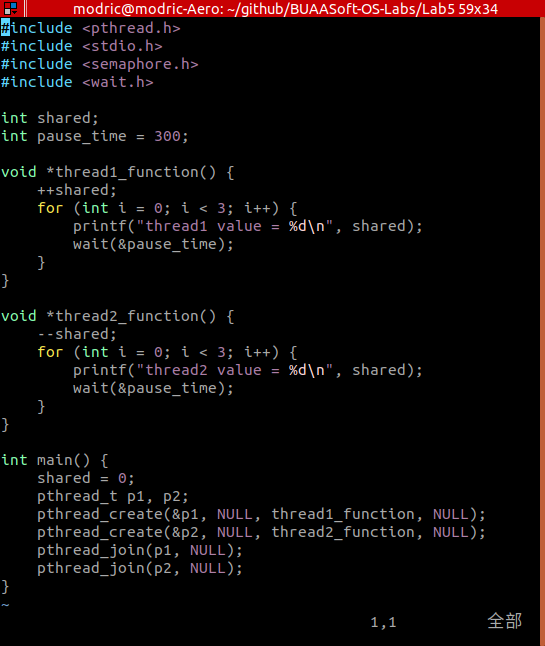 modric@modric-Aero: ~/github/BUAASoft-OS-Labs/Lab5 59x34
#include <pthread.h>
#include <stdio.h>
#include <semaphore.h>
#include <wait.h>

int shared;
int pause_time = 300;

void *thread1_function() {
    ++shared;
    for (int i = 0; i < 3; i++) {
        printf("thread1 value = %d\n", shared);
        wait(&pause_time);
    }
}

void *thread2_function() {
    --shared;
    for (int i = 0; i < 3; i++) {
        printf("thread2 value = %d\n", shared);
        wait(&pause_time);
    }
}

int main() {
    shared = 0;
    pthread_t p1, p2;
    pthread_create(&p1, NULL, thread1_function, NULL);
    pthread_create(&p2, NULL, thread2_function, NULL);
    pthread_join(p1, NULL);
    pthread_join(p2, NULL);
}
~
1,1 全部